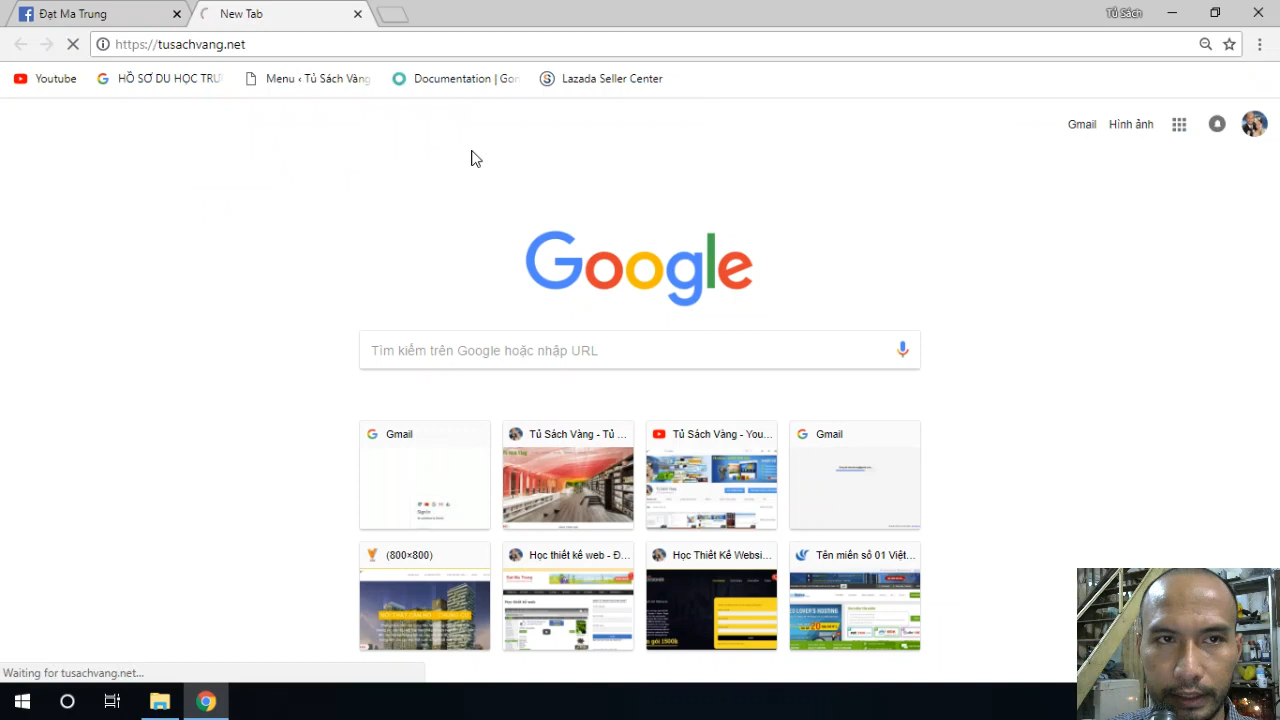 Đạt Ma Trung
New Tab
Tủ Sách
https://tusachvang.net
Youtube
HỒ SƠ DU HỌC TRƯ
Menu ‹ Tủ Sách Vàng
Documentation | Gon
Lazada Seller Center
Gmail
Hình ảnh
Google
Tìm kiếm trên Google hoặc nhập URL
Gmail
Tủ Sách Vàng - Tủ ...
Tủ Sách Vàng - You...
Gmail
(800×800)
Học thiết kế web - Đ...
Học Thiết Kế Websi...
Tên miền số 01 Việt...
Waiting for tusachvang.net...